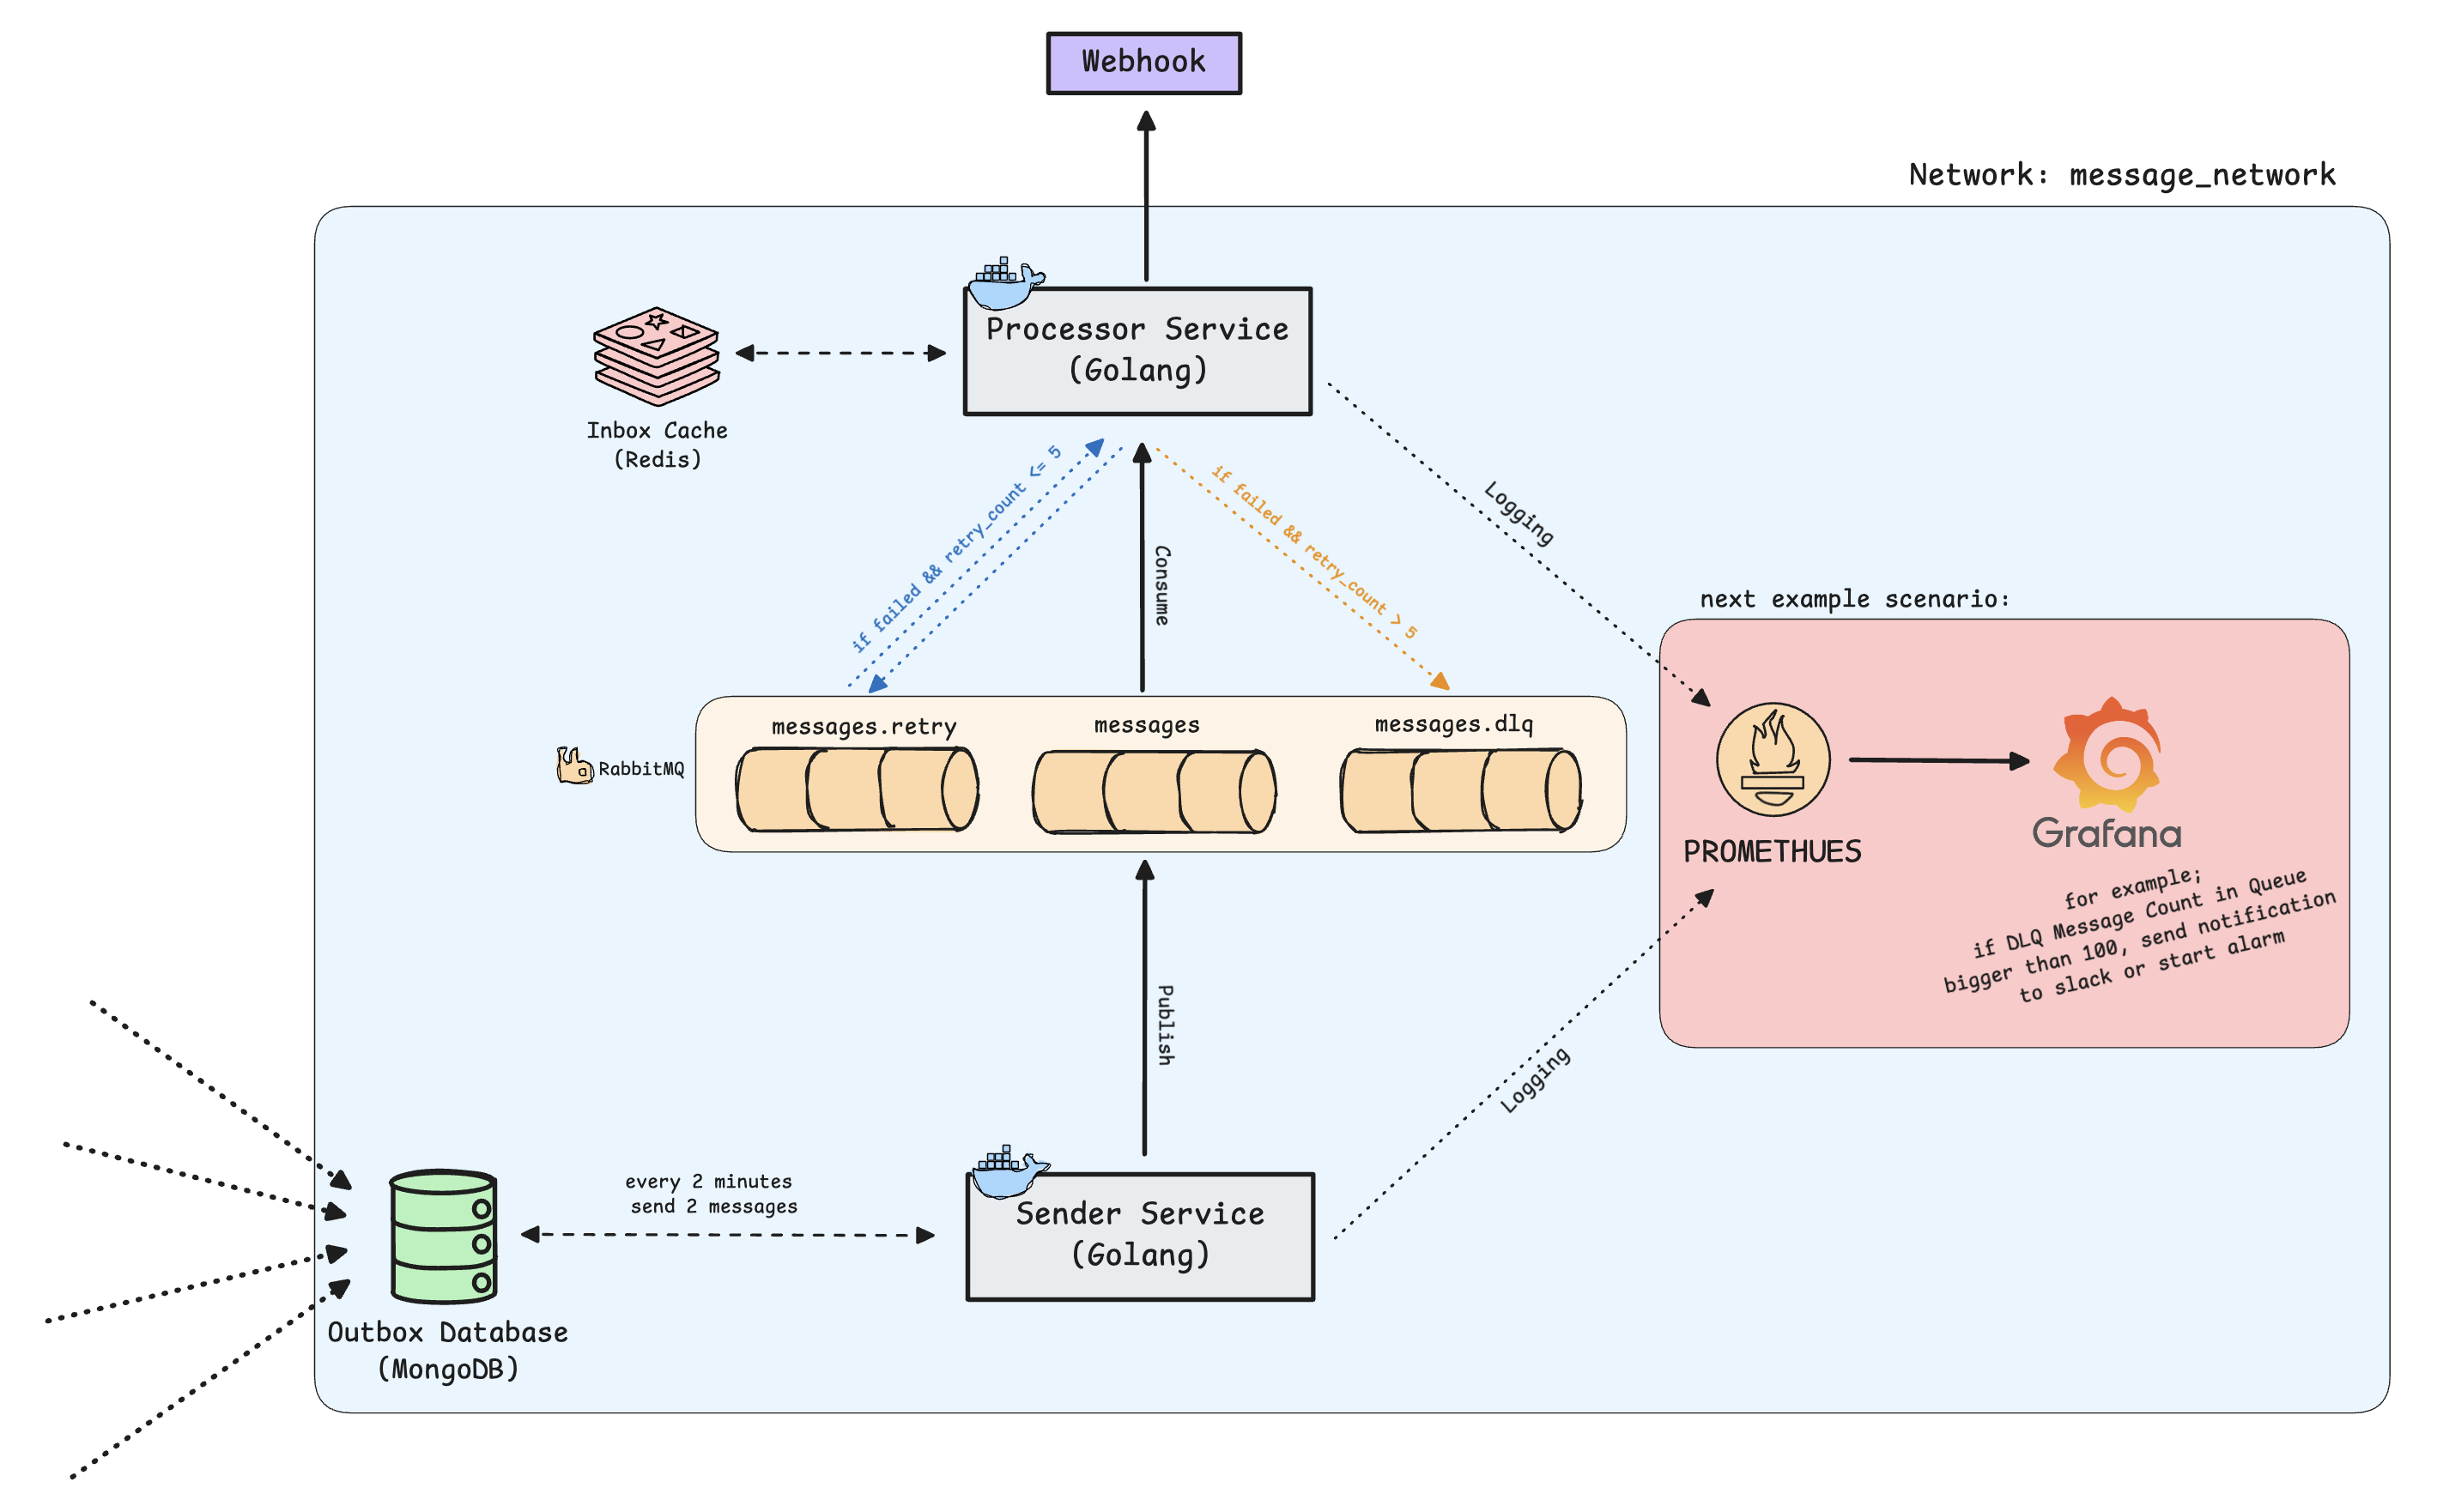 Webhook
Network: message_network
Processor Service
(Golang)
Inbox Cache
(Redis)
if failed && retry_count <= 5
Consume
if failed && retry_count > 5
Logging
next example scenario:
messages.retry
messages
messages.dlq
RabbitMQ
PROMETHUES
Grafana
for example;
if DLQ Message Count in Queue
bigger than 100, send notification
to slack or start alarm
Publish
Logging
every 2 minutes
send 2 messages
Sender Service
(Golang)
Outbox Database
(MongoDB)